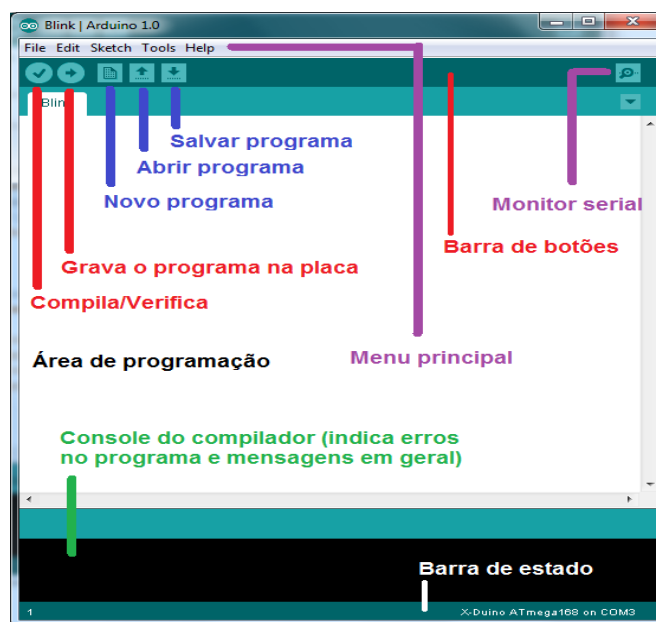 Blink | Arduino 1.0
File Edit Sketch Tools Help
Blin
Salvar programa
Abrir programa
Novo programa
Monitor serial
Barra de botões
Grava o programa na placa
Compila/Verifica
Área de programação
Menu principal
Console do compilador (indica erros
no programa e mensagens em geral)
Barra de estado
1
X-Duino ATmega168 on COM3